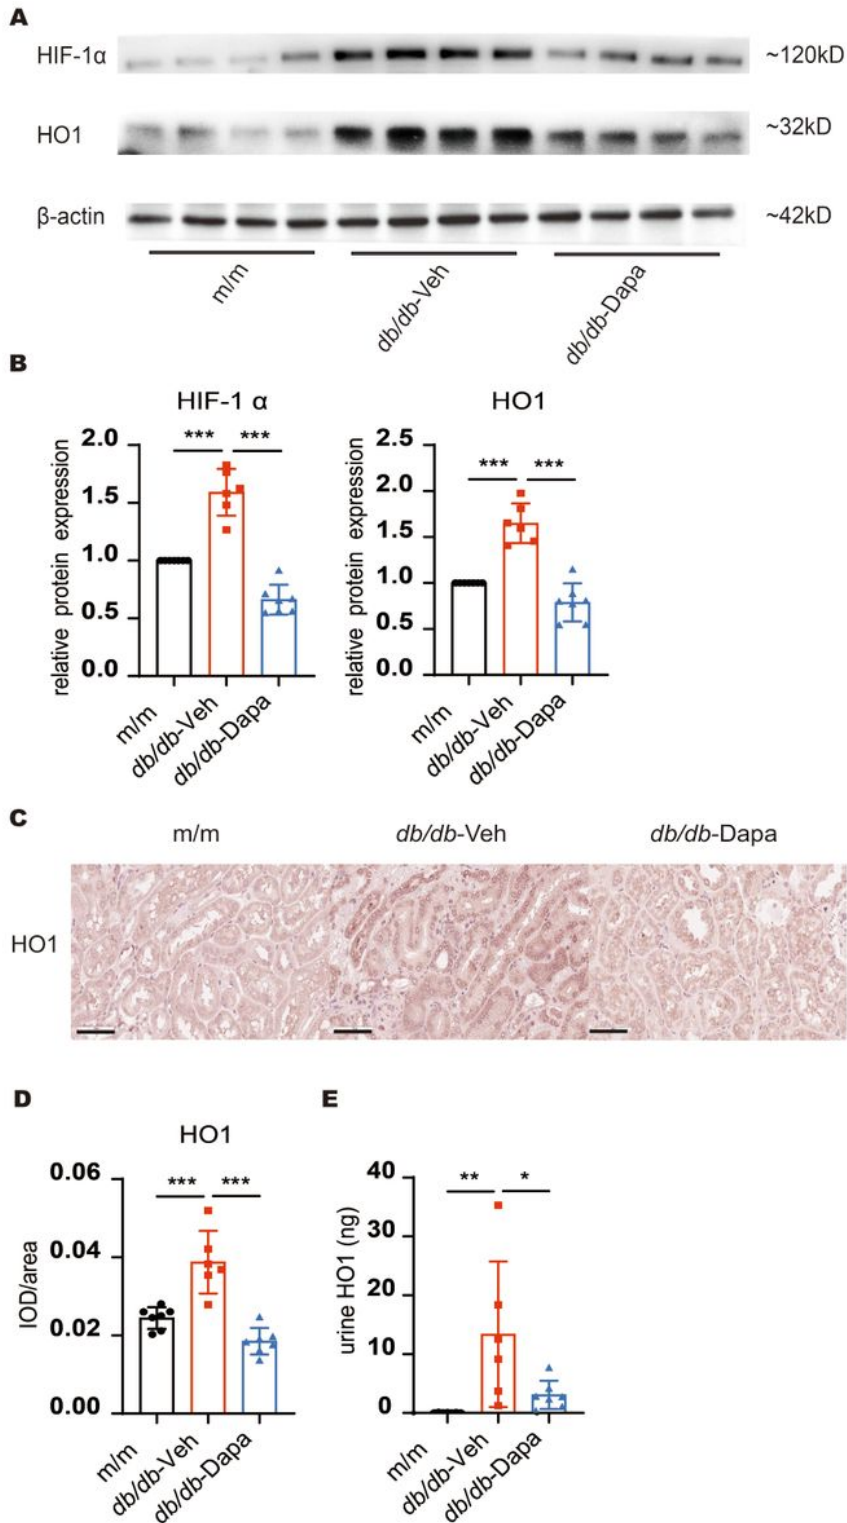 A
HIF-1α
~120kD
HO1
~32kD
β-actin
~42kD
m/m
db/db-Veh
db/db-Dapa
B
HIF-1 α
relative protein expression
2.0
1.5
1.0
0.5
0.0
*** ***
m/m
db/db-Veh
db/db-Dapa
HO1
relative protein expression
2.5
2.0
1.5
1.0
0.5
0.0
*** ***
m/m
db/db-Veh
db/db-Dapa
C
m/m
db/db-Veh
db/db-Dapa
HO1
D
HO1
IOD/area
0.06
0.04
0.02
0.00
*** ***
m/m
db/db-Veh
db/db-Dapa
E
urine HO1 (ng)
40
30
20
10
0
** *
m/m
db/db-Veh
db/db-Dapa